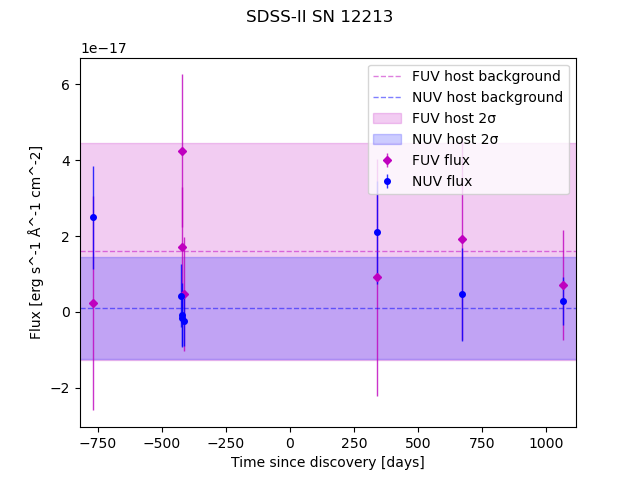 SDSS-II SN 12213
1e−17
FUV host background
NUV host background
FUV host 2σ
NUV host 2σ
FUV flux
NUV flux
6
4
2
0
−2
Flux [erg s^-1 Å^-1 cm^-2]
−750
−500
−250
0
250
500
750
1000
Time since discovery [days]